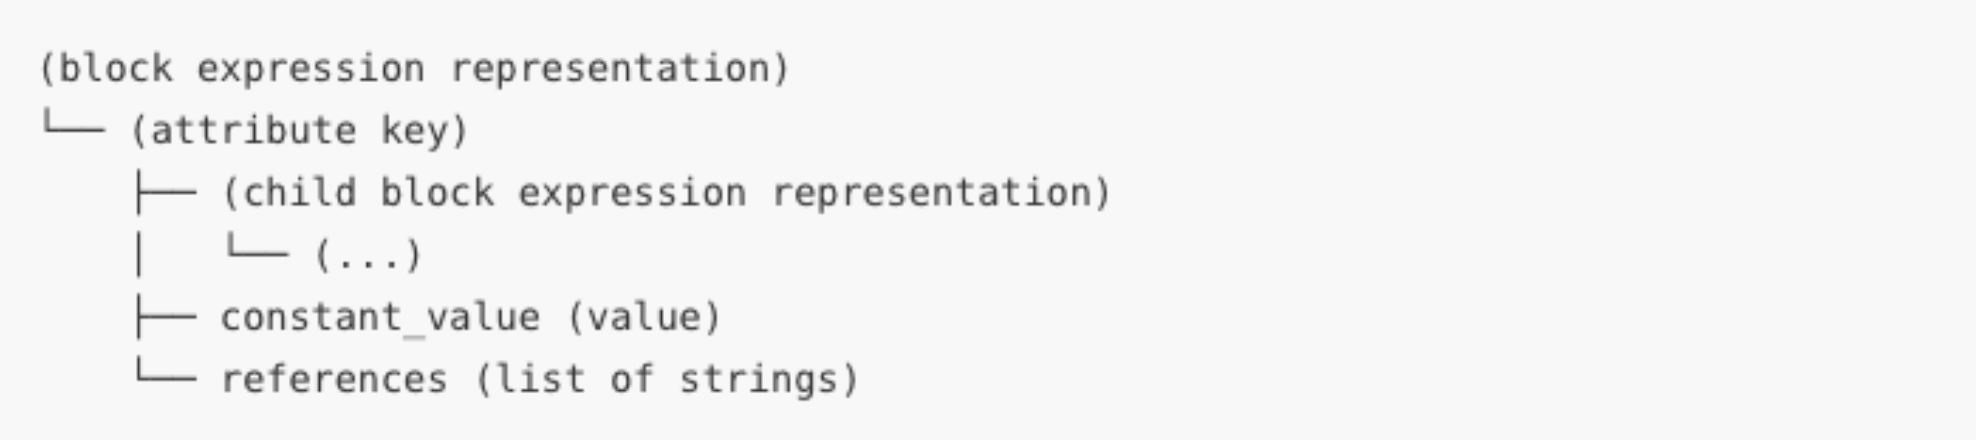 (block expression representation)
└── (attribute key)
    ├── (child block expression representation)
    │   └── (...)
    ├── constant_value (value)
    └── references (list of strings)